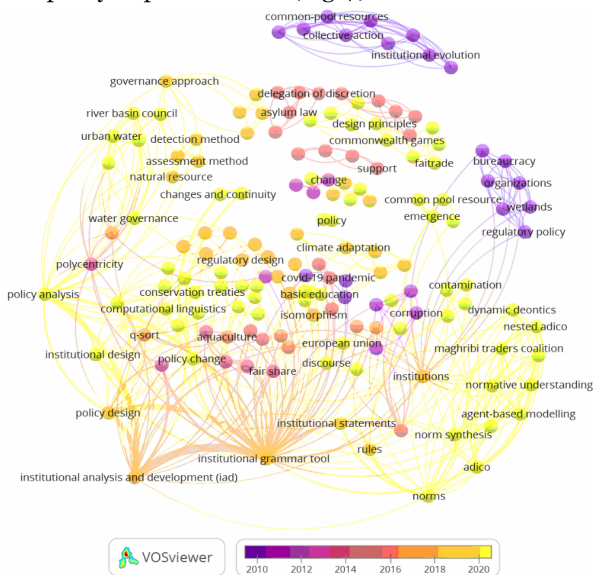 common-pool resources
collective action
institutional evolution
governance approach
delegation of discretion
river basin council
asylum law
design principles
urban water
detection method
commonwealth games
assessment method
support
faitrade
bureaucracy
natural resource
change
organizations
changes and continuity
common pool resource
wetlands
water governance
policy
emergence
regulatory policy
climate adaptation
polycentricity
regulatory design
covid-19 pandemic
contamination
policy analysis
conservation treaties
basic education
computational linguistics
isomorphism
corruption
dynamic deontics
nested adico
q-sort
aquaculture
european union
maghribi traders coalition
institutional design
policy change
discourse
fair share
institutions
normative understanding
policy design
institutional statements
agent-based modelling
norm synthesis
institutional grammar tool
rules
adico
institutional analysis and development (iad)
norms
VOSviewer
2010 2012 2014 2016 2018 2020